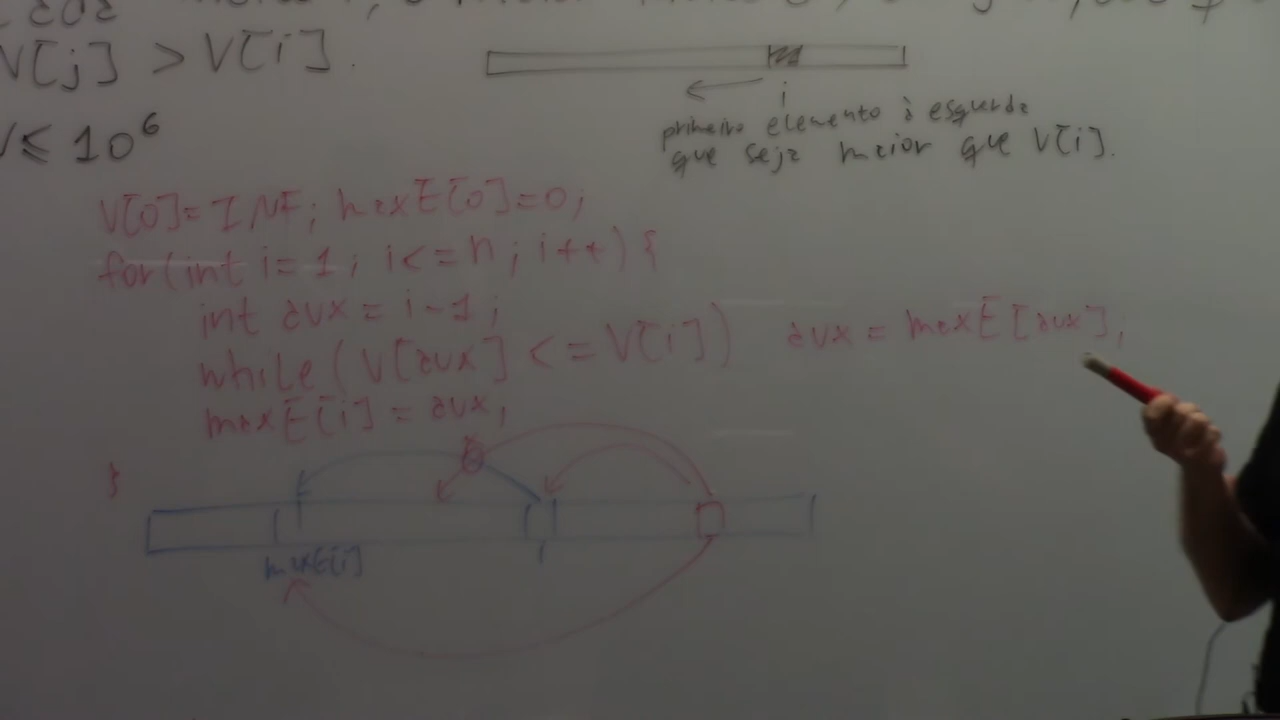 V[j] > V[i].
≤ 10⁶
i
primeiro elemento à esquerda
que seja maior que V[i].
V[0]=INF; maxE[0]=0;
for(int i=1; i<=n; i++){
int aux = i-1;
while(V[aux] <= V[i]) aux = maxE[aux];
maxE[i] = aux;
}
maxE[i]
i